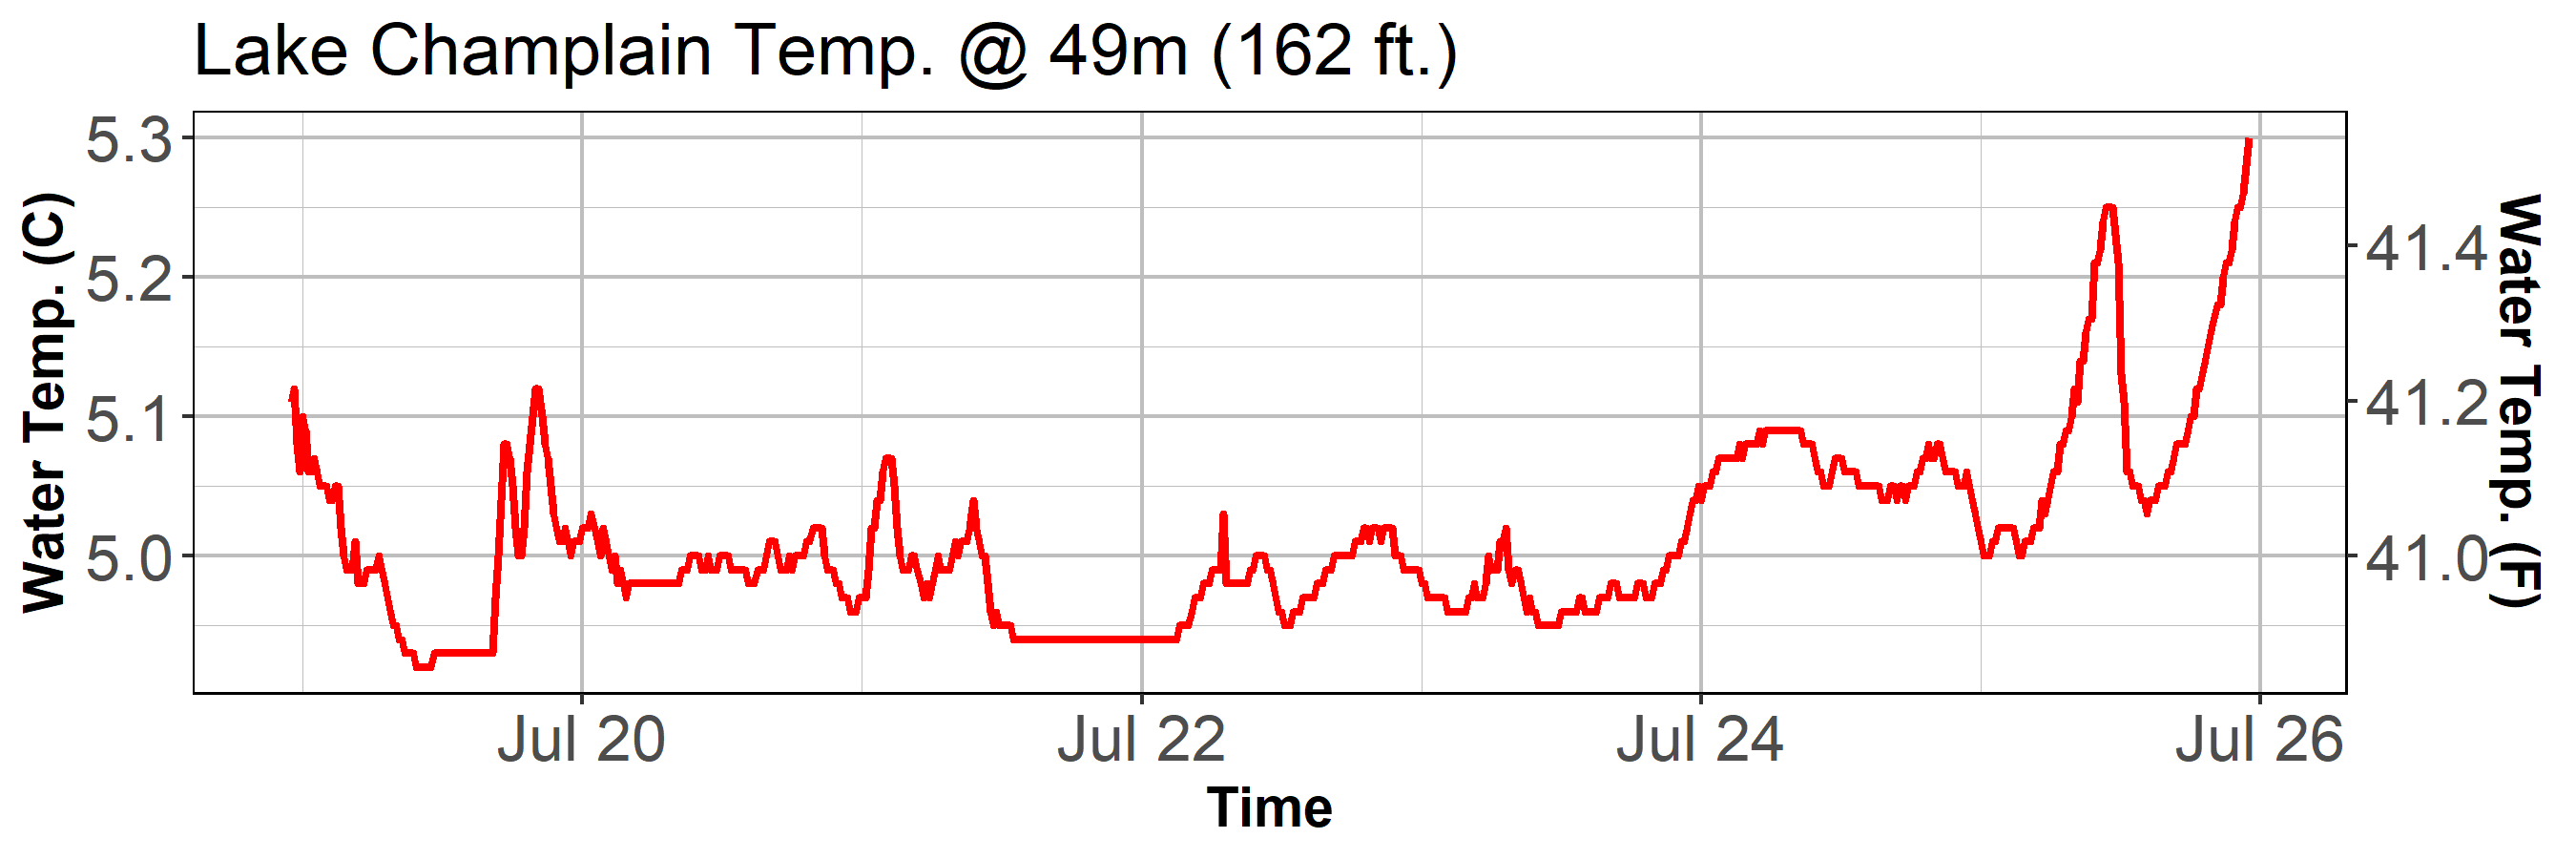 Lake Champlain Temp. @ 49m (162 ft.)
Water Temp. (C)
5.3
5.2
5.1
5.0
41.4
41.2
41.0
Water Temp. (F)
Jul 20 Jul 22 Jul 24 Jul 26
Time